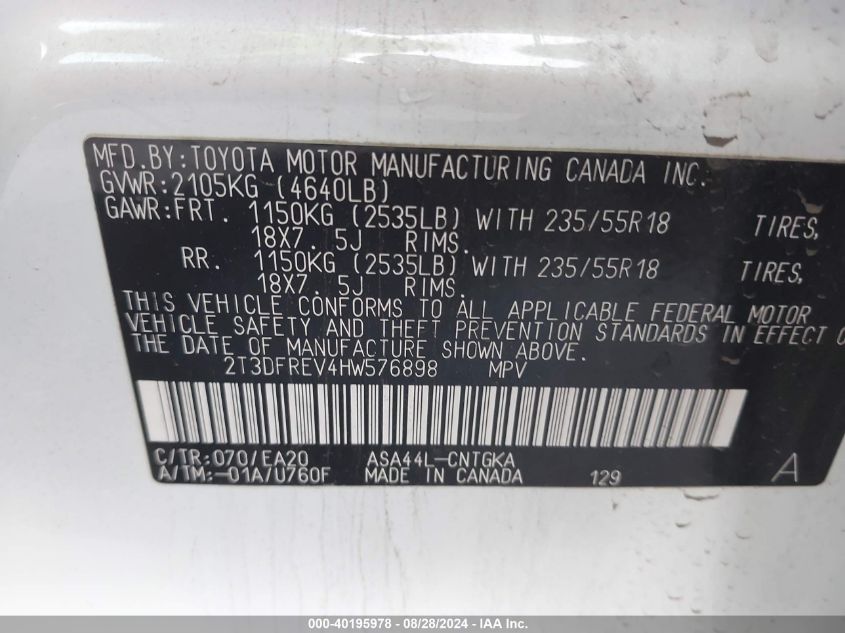 MFD.BY:TOYOTA MOTOR MANUFACTURING CANADA INC.
GVWR:2105KG (4640LB)
GAWR:FRT. 1150KG (2535LB) WITH 235/55R18 TIRES,
18X7.5J RIMS.
RR. 1150KG (2535LB) WITH 235/55R18 TIRES,
18X7.5J RIMS.
THIS VEHICLE CONFORMS TO ALL APPLICABLE FEDERAL MOTOR
VEHICLE SAFETY AND THEFT PREVENTION STANDARDS IN EFFECT O
THE DATE OF MANUFACTURE SHOWN ABOVE.
2T3DFREV4HW576898 MPV
C/TR:070/EA20 ASA44L-CNTGKA
A/TM:-01A/U760F MADE IN CANADA 129 A
000-40195978 - 08/28/2024 - IAA Inc.